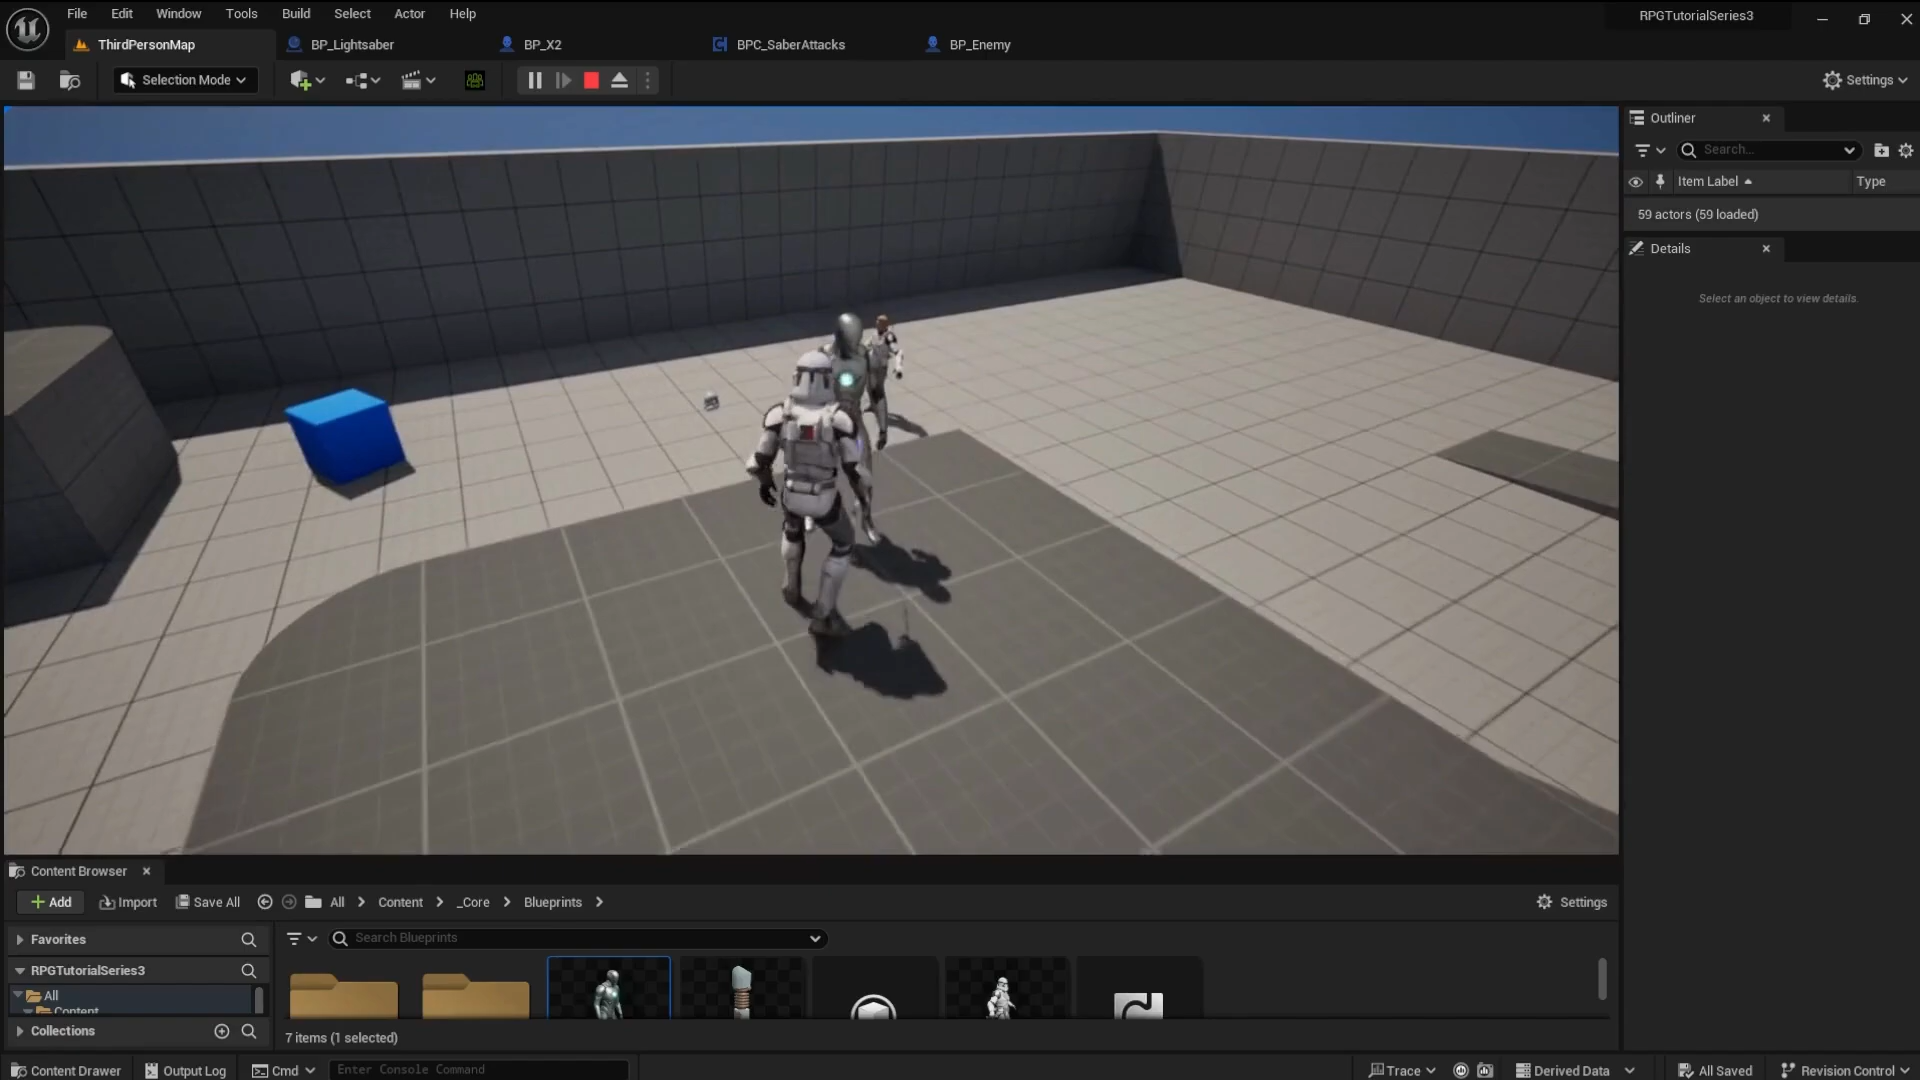 File Edit Window Tools Build Select Actor Help
RPGTutorialSeries3
ThirdPersonMap
BP_Lightsaber
BP_X2
BPC_SaberAttacks
BP_Enemy
Selection Mode
Settings
Outliner
Search...
Item Label
Type
59 actors (59 loaded)
Details
Select an object to view details.
Content Browser
Add
Import
Save All
All
Content
_Core
Blueprints
Settings
Favorites
Search Blueprints
RPGTutorialSeries3
All
Content
Collections
7 items (1 selected)
Content Drawer
Output Log
Cmd
Enter Console Command
Trace
Derived Data
All Saved
Revision Control